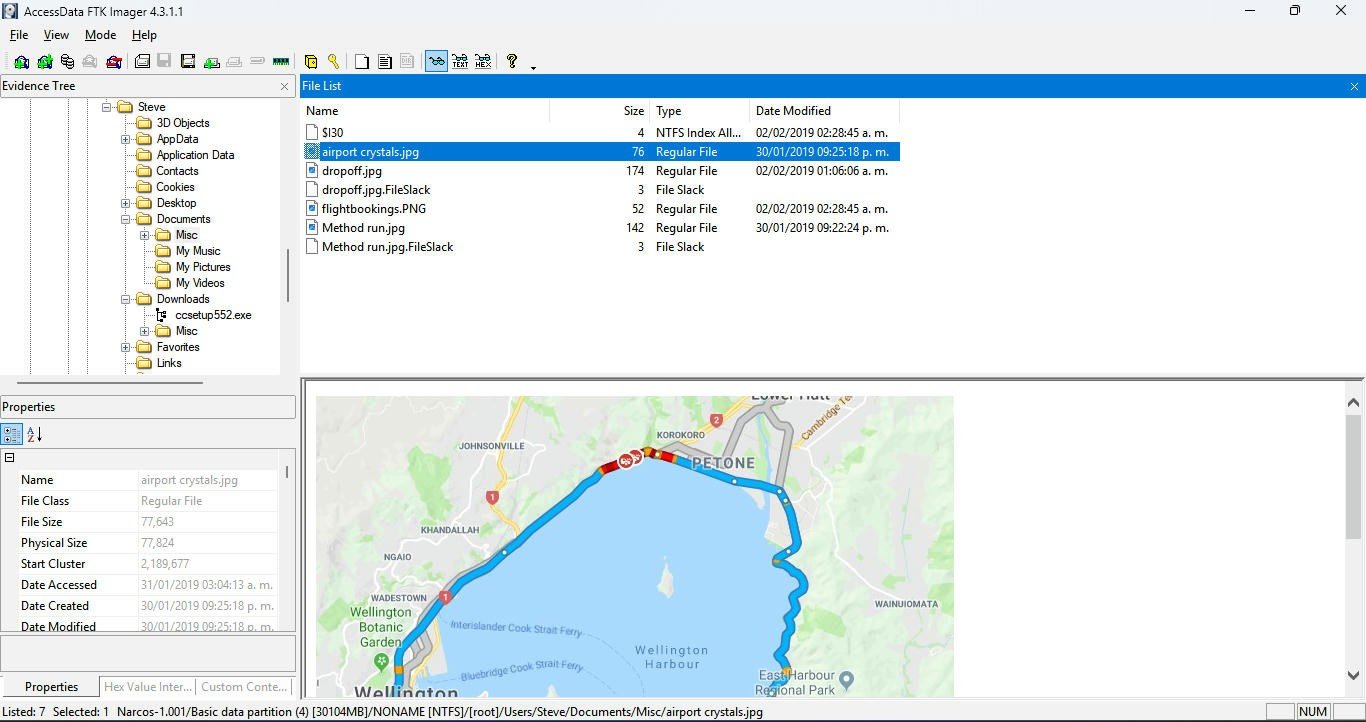 AccessData FTK Imager 4.3.1.1
File View Mode Help
Evidence Tree
Steve
3D Objects
AppData
Application Data
Contacts
Cookies
Desktop
Documents
Misc
My Music
My Pictures
My Videos
Downloads
ccsetup552.exe
Misc
Favorites
Links
TEXT HEX
File List
Name Size Type Date Modified
$I30 4 NTFS Index All... 02/02/2019 02:28:45 a. m.
airport crystals.jpg 76 Regular File 30/01/2019 09:25:18 p. m.
dropoff.jpg 174 Regular File 02/02/2019 01:06:06 a. m.
dropoff.jpg.FileSlack 3 File Slack
flightbookings.PNG 52 Regular File 02/02/2019 02:28:45 a. m.
Method run.jpg 142 Regular File 30/01/2019 09:22:24 p. m.
Method run.jpg.FileSlack 3 File Slack
Properties
Name airport crystals.jpg
File Class Regular File
File Size 77,643
Physical Size 77,824
Start Cluster 2,189,677
Date Accessed 31/01/2019 03:04:13 a. m.
Date Created 30/01/2019 09:25:18 p. m.
Date Modified 30/01/2019 09:25:18 p. m.
Properties Hex Value Inter... Custom Conte...
Lower Hutt
Cambridge Te
2
KOROKORO
JOHNSONVILLE
PETONE
1
KHANDALLAH
NGAIO
WADESTOWN
1
WAINUIOMATA
Wellington
Botanic
Garden
Interislander Cook Strait Ferry
Wellington
Harbour
Bluebridge Cook Strait Ferry
East Harbour
Regional Park
Wellington
Listed: 7 Selected: 1 Narcos-1.001/Basic data partition (4) [30104MB]/NONAME [NTFS]/[root]/Users/Steve/Documents/Misc/airport crystals.jpg
NUM